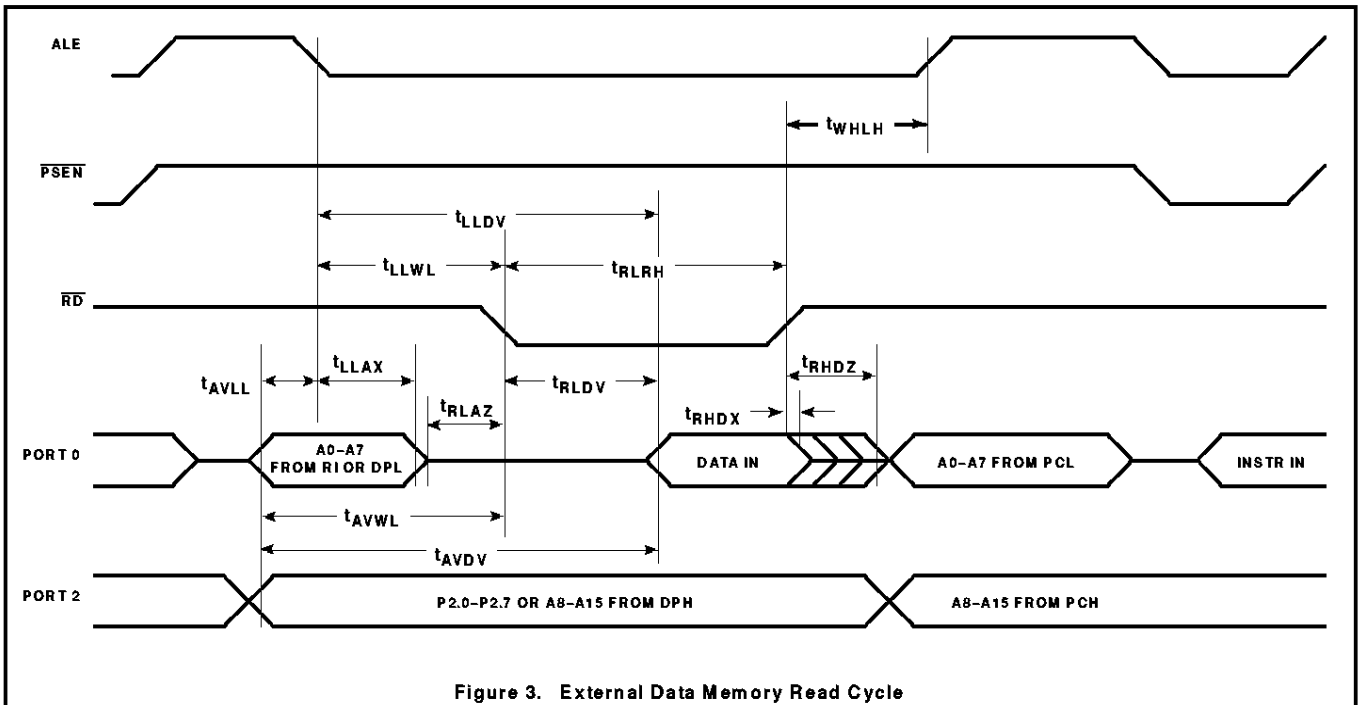 ALE
tWHLH
PSEN
tLLDV
tLLWL
tRLRH
RD
tLLAX
tRHDZ
tAVLL
tRLDV
tRLAZ
tRHDX
PORT 0
A0–A7
FROM RI OR DPL
DATA IN
A0–A7 FROM PCL
INSTR IN
tAVWL
tAVDV
PORT 2
P2.0–P2.7 OR A8–A15 FROM DPH
A8–A15 FROM PCH
Figure 3. External Data Memory Read Cycle